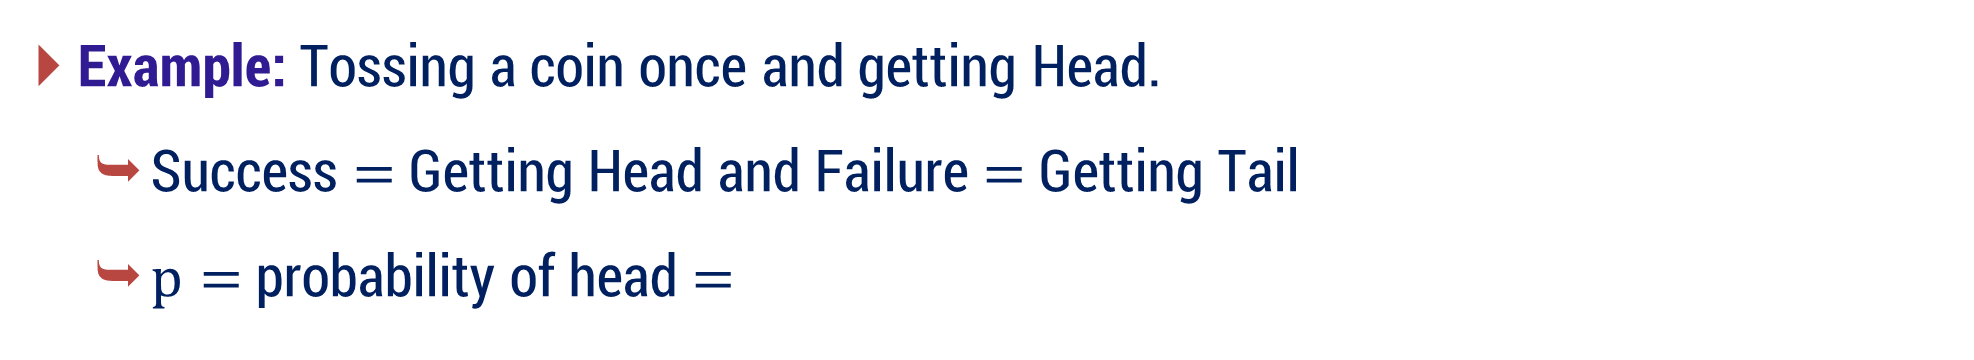 Example: Tossing a coin once and getting Head.
Success = Getting Head and Failure = Getting Tail
p = probability of head =